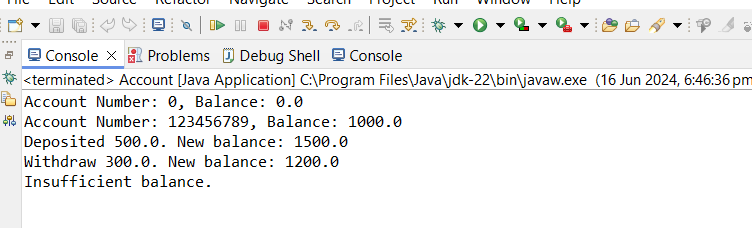 File Edit Source Refactor Navigate Search Project Run Window Help
Console Problems Debug Shell Console
<terminated> Account [Java Application] C:\Program Files\Java\jdk-22\bin\javaw.exe (16 Jun 2024, 6:46:36 pm
Account Number: 0, Balance: 0.0
Account Number: 123456789, Balance: 1000.0
Deposited 500.0. New balance: 1500.0
Withdraw 300.0. New balance: 1200.0
Insufficient balance.